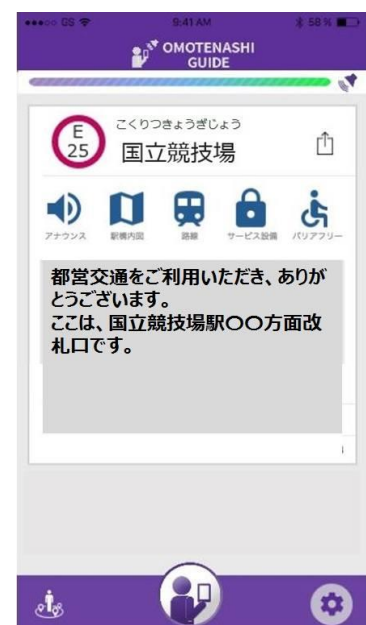 GS
9:41 AM
58 %
OMOTENASHI
GUIDE
E
25
こくりつきょうぎじょう
国立競技場
アナウンス
駅構内図
路線
サービス設備
バリアフリー
都営交通をご利用いただき、ありが
とうございます。
ここは、国立競技場駅〇〇方面改
札口です。